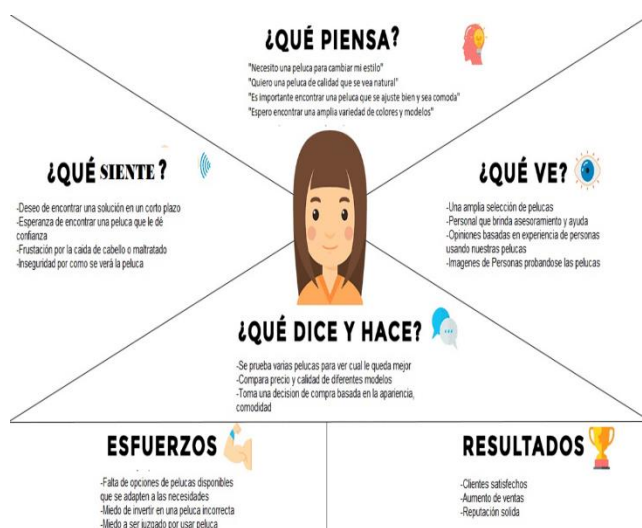 ¿QUÉ PIENSA?
"Necesito una peluca para cambiar mi estilo"
"Quiero una peluca de calidad que se vea natural"
"Es importante encontrar una peluca que se ajuste bien y sea comoda"
"Espero encontrar una amplia variedad de colores y modelos"
¿QUÉ SIENTE ?
-Deseo de encontrar una solución en un corto plazo
-Esperanza de encontrar una peluca que le dé
confianza
-Frustación por la caida de cabello o maltratado
-Inseguridad por como se verá la peluca
¿QUÉ VE?
-Una amplia selección de pelucas
-Personal que brinda asesoramiento y ayuda
-Opiniones basadas en experiencia de personas
usando nuestras pelucas
-Imagenes de Personas probandose las pelucas
¿QUÉ DICE Y HACE?
-Se prueba varias pelucas para ver cual le queda mejor
-Compara precio y calidad de diferentes modelos
-Toma una decision de compra basada en la apariencia,
comodidad
ESFUERZOS
-Falta de opciones de pelucas disponibles
que se adapten a las necesidades
-Miedo de invertir en una peluca incorrecta
-Miedo a ser juzgado por usar peluca
RESULTADOS
-Clientes satisfechos
-Aumento de ventas
-Reputación solida